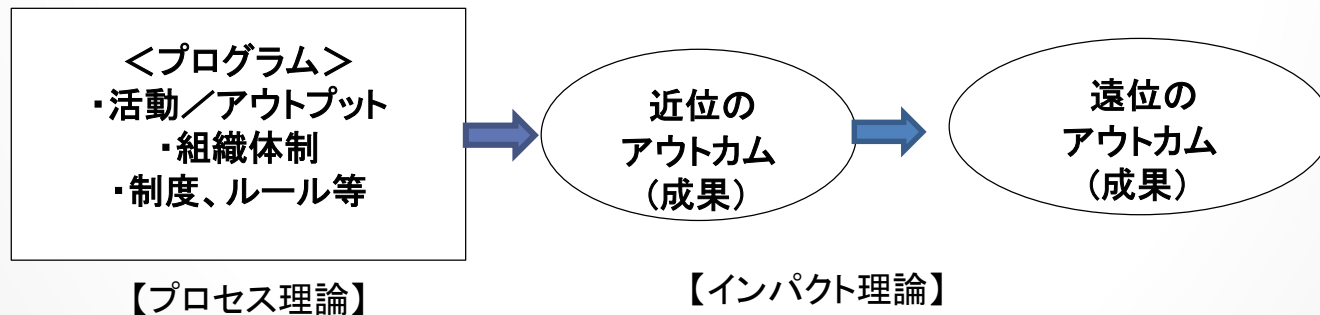 ＜プログラム＞
・活動／アウトプット
・組織体制
・制度、ルール等
近位の
アウトカム
（成果）
遠位の
アウトカム
（成果）
【プロセス理論】
【インパクト理論】